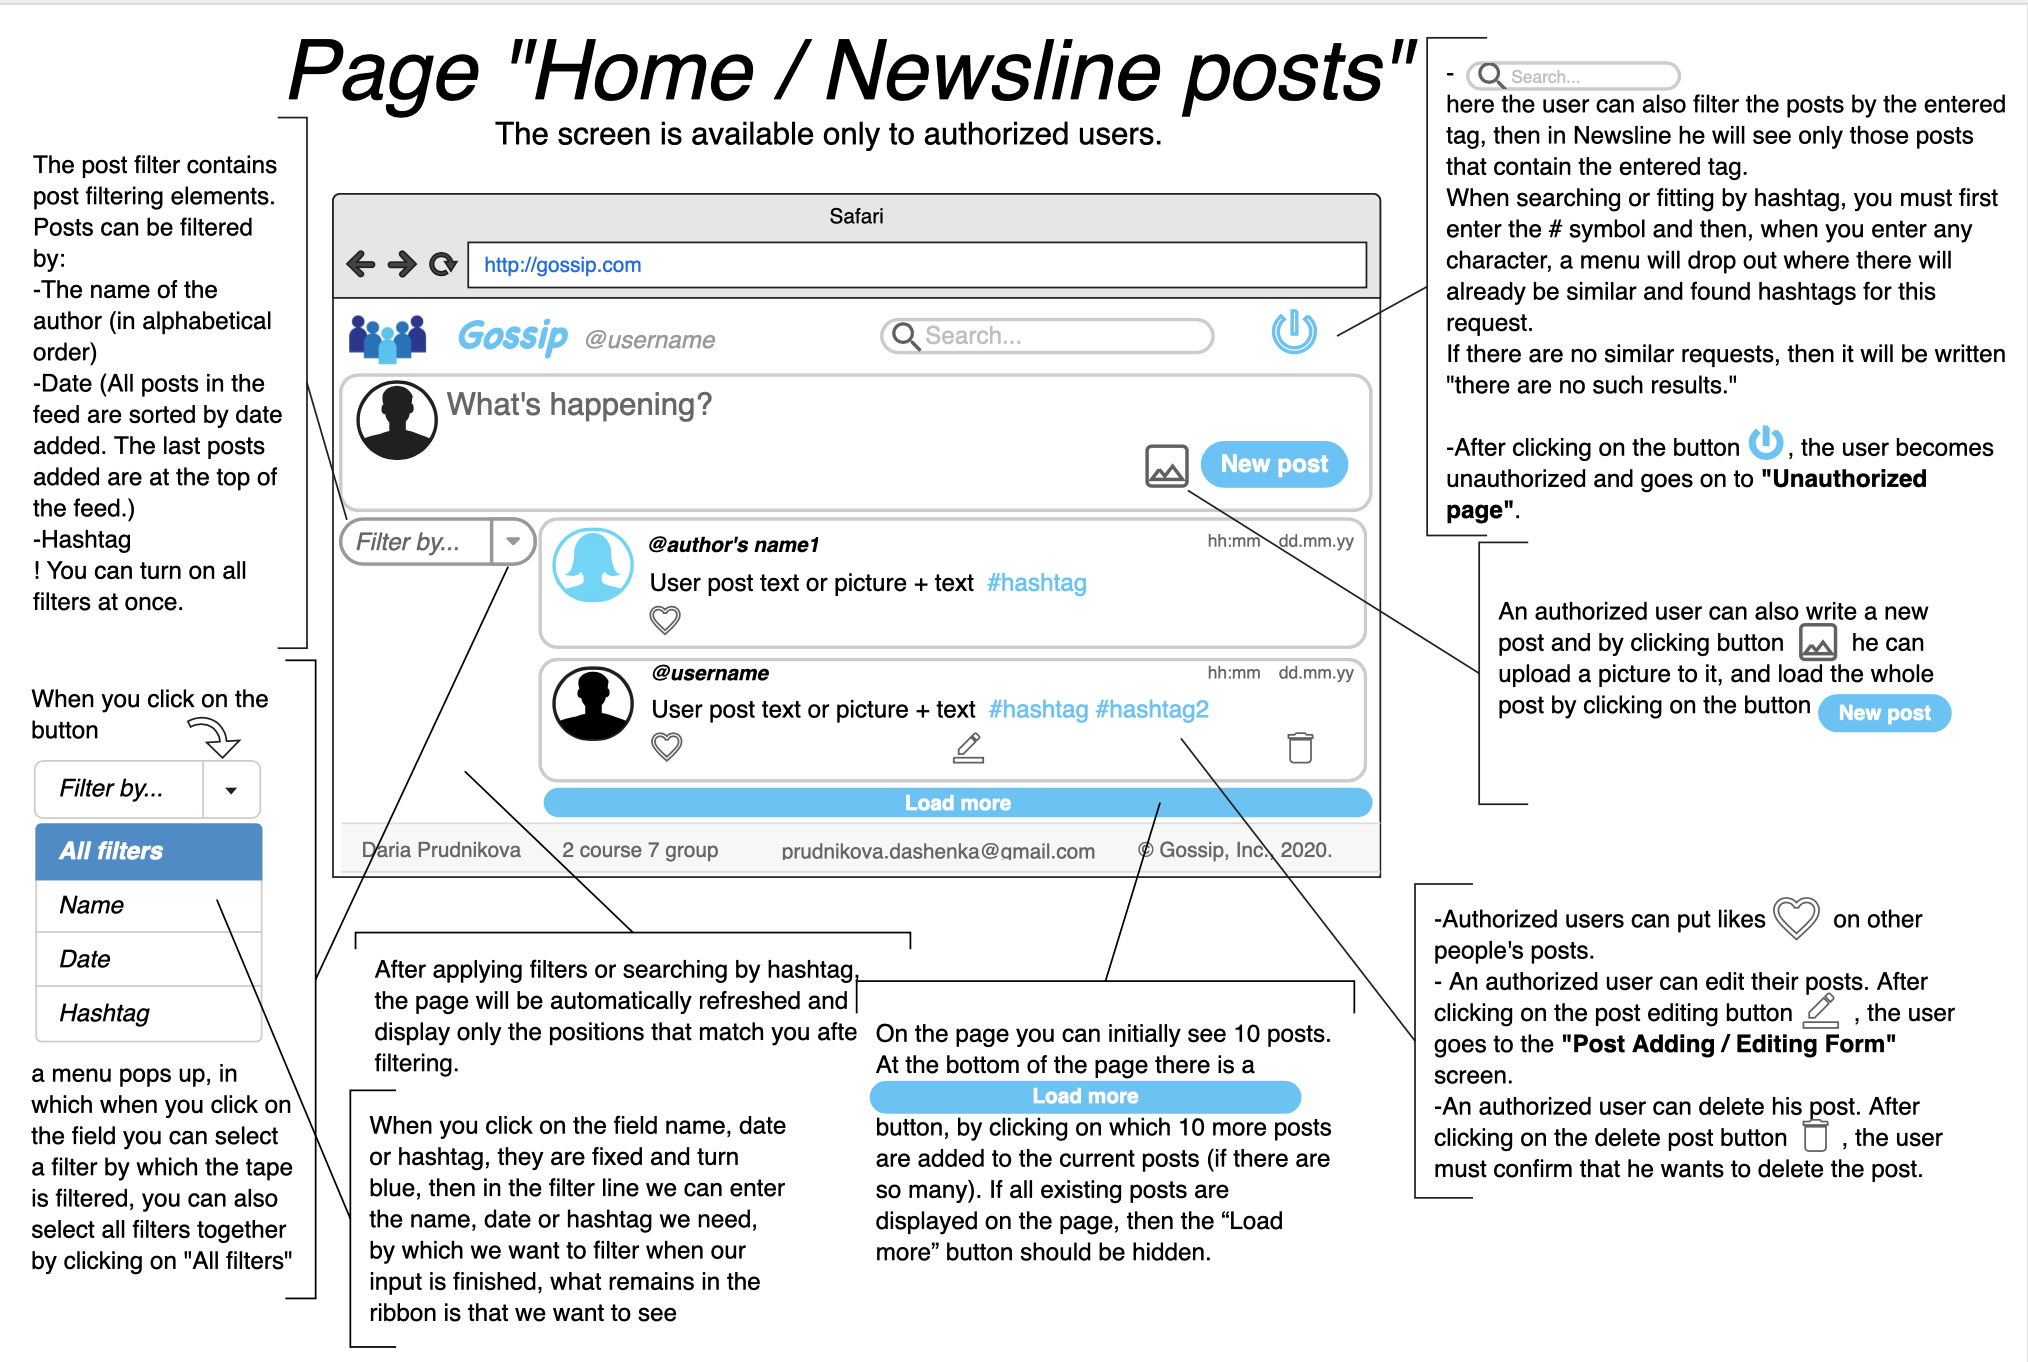 Page "Home / Newsline posts"
The screen is available only to authorized users.
The post filter contains
post filtering elements.
Posts can be filtered
by:
-The name of the
author (in alphabetical
order)
-Date (All posts in the
feed are sorted by date
added. The last posts
added are at the top of
the feed.)
-Hashtag
! You can turn on all
filters at once.
When you click on the
button
Filter by...
All filters
Name
Date
Hashtag
a menu pops up, in
which when you click on
the field you can select
a filter by which the tape
is filtered, you can also
select all filters together
by clicking on "All filters"
Safari
http://gossip.com
Gossip @username
Search...
What's happening?
New post
Filter by...
@author's name1
hh:mm dd.mm.yy
User post text or picture + text #hashtag
@username
hh:mm dd.mm.yy
User post text or picture + text #hashtag #hashtag2
Load more
Daria Prudnikova 2 course 7 group prudnikova.dashenka@gmail.com © Gossip, Inc., 2020.
After applying filters or searching by hashtag,
the page will be automatically refreshed and
display only the positions that match you afte
filtering.
When you click on the field name, date
or hashtag, they are fixed and turn
blue, then in the filter line we can enter
the name, date or hashtag we need,
by which we want to filter when our
input is finished, what remains in the
ribbon is that we want to see
On the page you can initially see 10 posts.
At the bottom of the page there is a
Load more
button, by clicking on which 10 more posts
are added to the current posts (if there are
so many). If all existing posts are
displayed on the page, then the “Load
more” button should be hidden.
- Search...
here the user can also filter the posts by the entered
tag, then in Newsline he will see only those posts
that contain the entered tag.
When searching or fitting by hashtag, you must first
enter the # symbol and then, when you enter any
character, a menu will drop out where there will
already be similar and found hashtags for this
request.
If there are no similar requests, then it will be written
"there are no such results."
-After clicking on the button , the user becomes
unauthorized and goes on to "Unauthorized
page".
An authorized user can also write a new
post and by clicking button he can
upload a picture to it, and load the whole
post by clicking on the button New post
-Authorized users can put likes on other
people's posts.
- An authorized user can edit their posts. After
clicking on the post editing button , the user
goes to the "Post Adding / Editing Form"
screen.
-An authorized user can delete his post. After
clicking on the delete post button , the user
must confirm that he wants to delete the post.